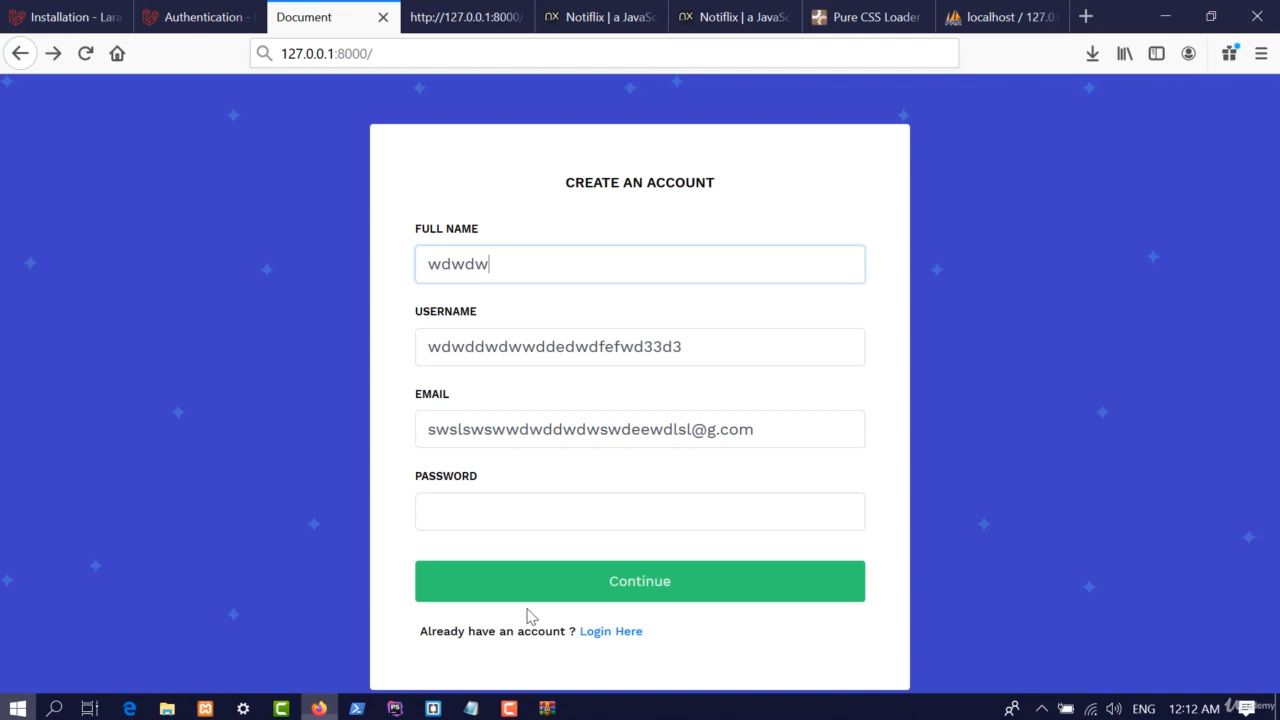 Installation - Lara
Authentication -
Document
http://127.0.0.1:8000/
Notiflix | a JavaSc
Notiflix | a JavaSc
Pure CSS Loader
localhost / 127.0.
127.0.0.1:8000/
CREATE AN ACCOUNT
FULL NAME
wdwdw
USERNAME
wdwddwdwwddedwdfefwd33d3
EMAIL
swslswswwdwddwdwswdeewdlsl@g.com
PASSWORD
Continue
Already have an account ? Login Here
ENG
12:12 AM